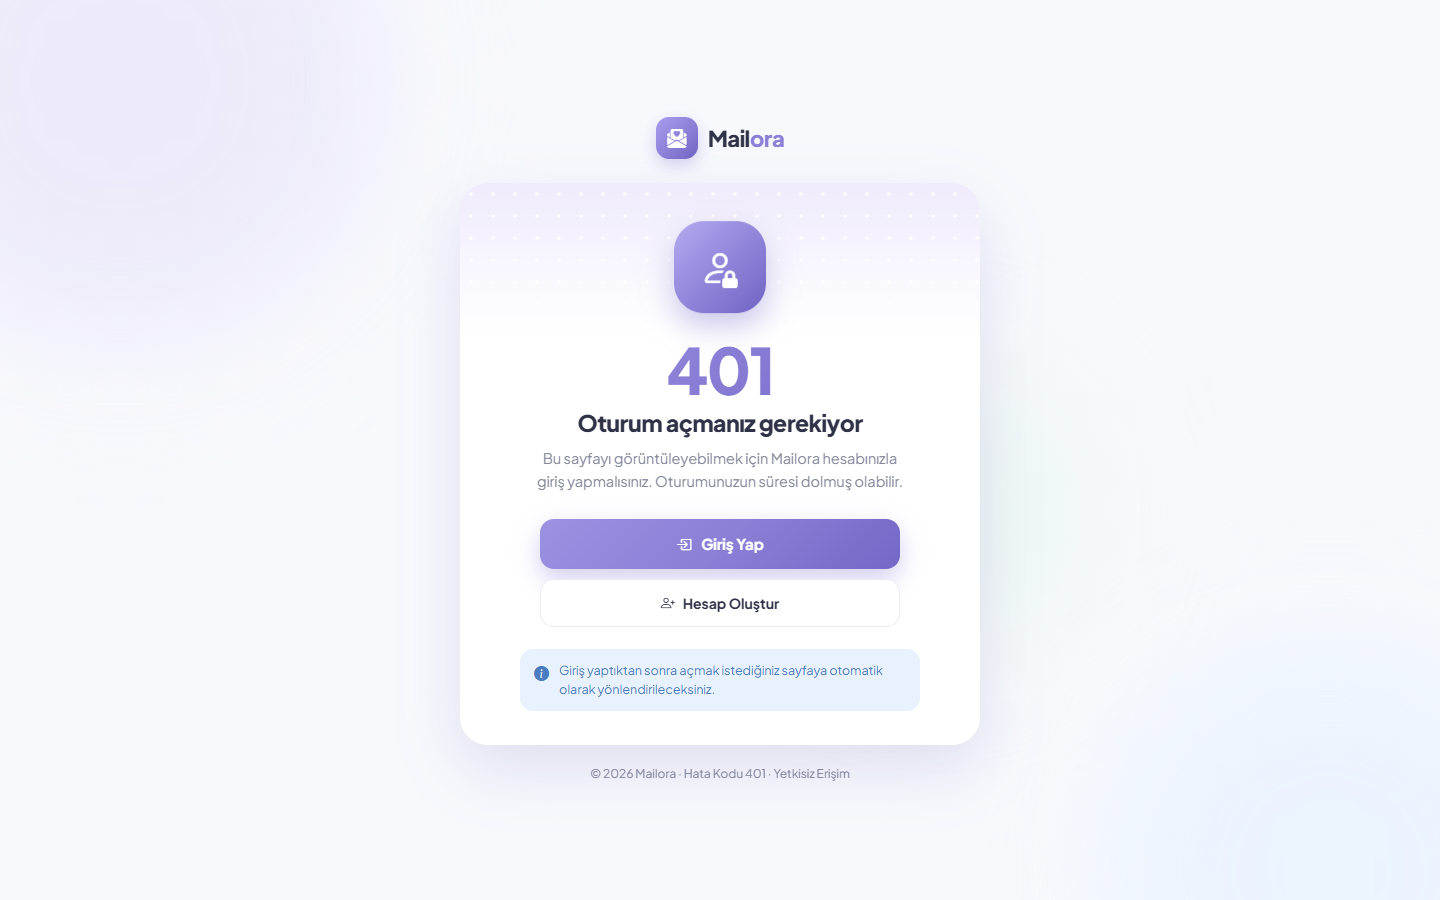 Mailora
401
Oturum açmanız gerekiyor
Bu sayfayı görüntüleyebilmek için Mailora hesabınızla
giriş yapmalısınız. Oturumunuzun süresi dolmuş olabilir.
Giriş Yap
Hesap Oluştur
Giriş yaptıktan sonra açmak istediğiniz sayfaya otomatik
olarak yönlendirileceksiniz.
© 2026 Mailora · Hata Kodu 401 · Yetkisiz Erişim